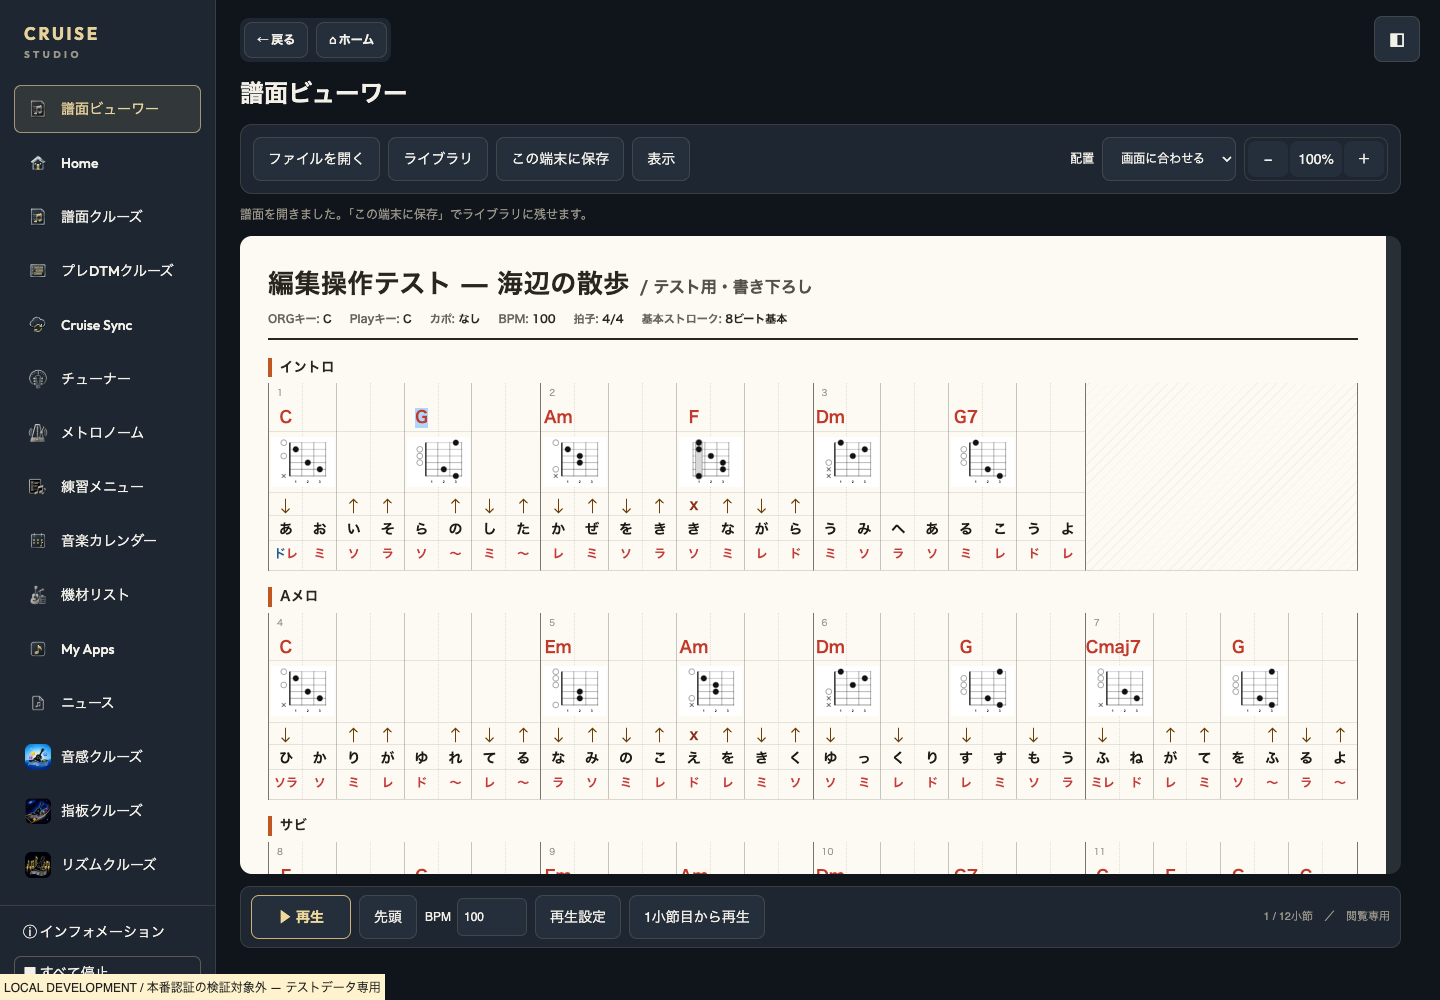 CRUISE
STUDIO
譜面ビューワー
Home
譜面クルーズ
プレDTMクルーズ
Cruise Sync
チューナー
メトロノーム
練習メニュー
音楽カレンダー
機材リスト
My Apps
ニュース
音感クルーズ
指板クルーズ
リズムクルーズ
ⓘ インフォメーション
■ すべて停止
LOCAL DEVELOPMENT / 本番認証の検証対象外 — テストデータ専用
← 戻る ⌂ ホーム
譜面ビューワー
ファイルを開く ライブラリ この端末に保存 表示 配置 画面に合わせる − 100% +
譜面を開きました。「この端末に保存」でライブラリに残せます。
編集操作テスト — 海辺の散歩 / テスト用・書き下ろし
ORGキー: C Playキー: C カポ: なし BPM: 100 拍子: 4/4 基本ストローク: 8ビート基本
イントロ
1 2 3
C G Am F Dm G7
↓ ↑ ↑ ↑ ↓ ↑ ↓ ↑ ↓ ↑ x ↑ ↓ ↑
あ お い そ ら の し た か ぜ を き き な が ら う み へ あ る こ う よ
ドレ ミ ソ ラ ソ 〜 ミ 〜 レ ミ ソ ラ ソ ミ レ ド ミ ソ ラ ソ ミ レ ド レ
Aメロ
4 5 6 7
C Em Am Dm G Cmaj7 G
↓ ↑ ↑ ↑ ↓ ↑ ↓ ↑ ↓ ↑ x ↑ ↓ ↑ ↓ ↓ ↓ ↓ ↓ ↑ ↑ ↑ ↓ ↑
ひ か り が ゆ れ て る な み の こ え を き く ゆ っ く り す す も う ふ ね が て を ふ る よ
ソラ ソ ミ レ ド 〜 レ 〜 ラ ソ ミ レ ド レ ミ ソ ソ ミ レ ド レ ミ ソ ラ ミレ ド レ ミ ソ 〜 ラ 〜
サビ
8 9 10 11
F G Em Am Dm G7 C F G C
▶ 再生 先頭 BPM 100 再生設定 1小節目から再生 1 / 12小節 ／ 閲覧専用